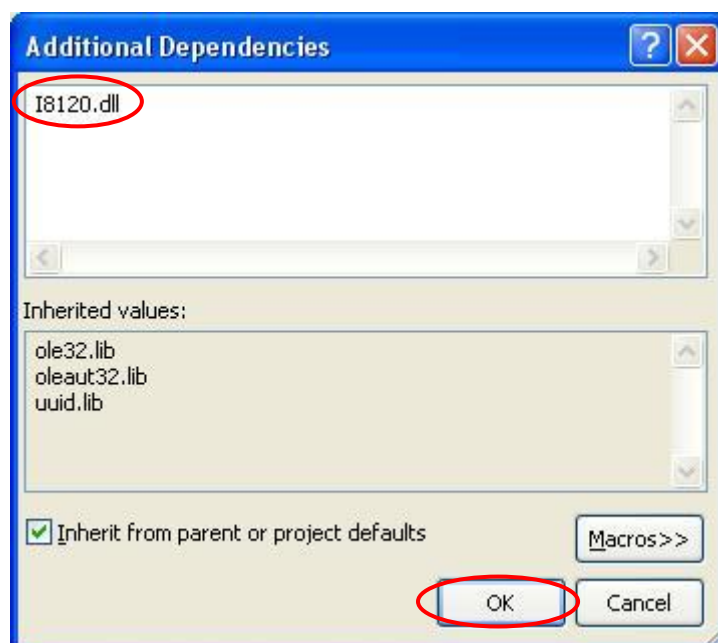 Additional Dependencies
I8120.dll
Inherited values:
ole32.lib
oleaut32.lib
uuid.lib
Inherit from parent or project defaults
Macros>>
OK
Cancel